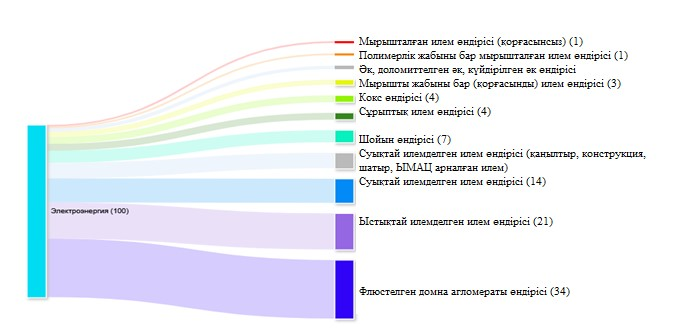 Мырышталған илем өндірісі (қорғасынсыз) (1)
Полимерлік жабыны бар мырышталған илем өндірісі (1)
Әк, доломиттелген әк, күйдірілген әк өндірісі
Мырышты жабыны бар (қорғасынды) илем өндірісі (3)
Кокс өндірісі (4)
Сұрыптық илем өндірісі (4)
Шойын өндірісі (7)
Суықтай илемделген илем өндірісі (қаңылтыр, конструкция,
шатыр, ЫМАЦ арналған илем)
Суықтай илемделген илем өндірісі (14)
Электроэнергия (100)
Ыстықтай илемделген илем өндірісі (21)
Флюстелген домна агломераты өндірісі (34)